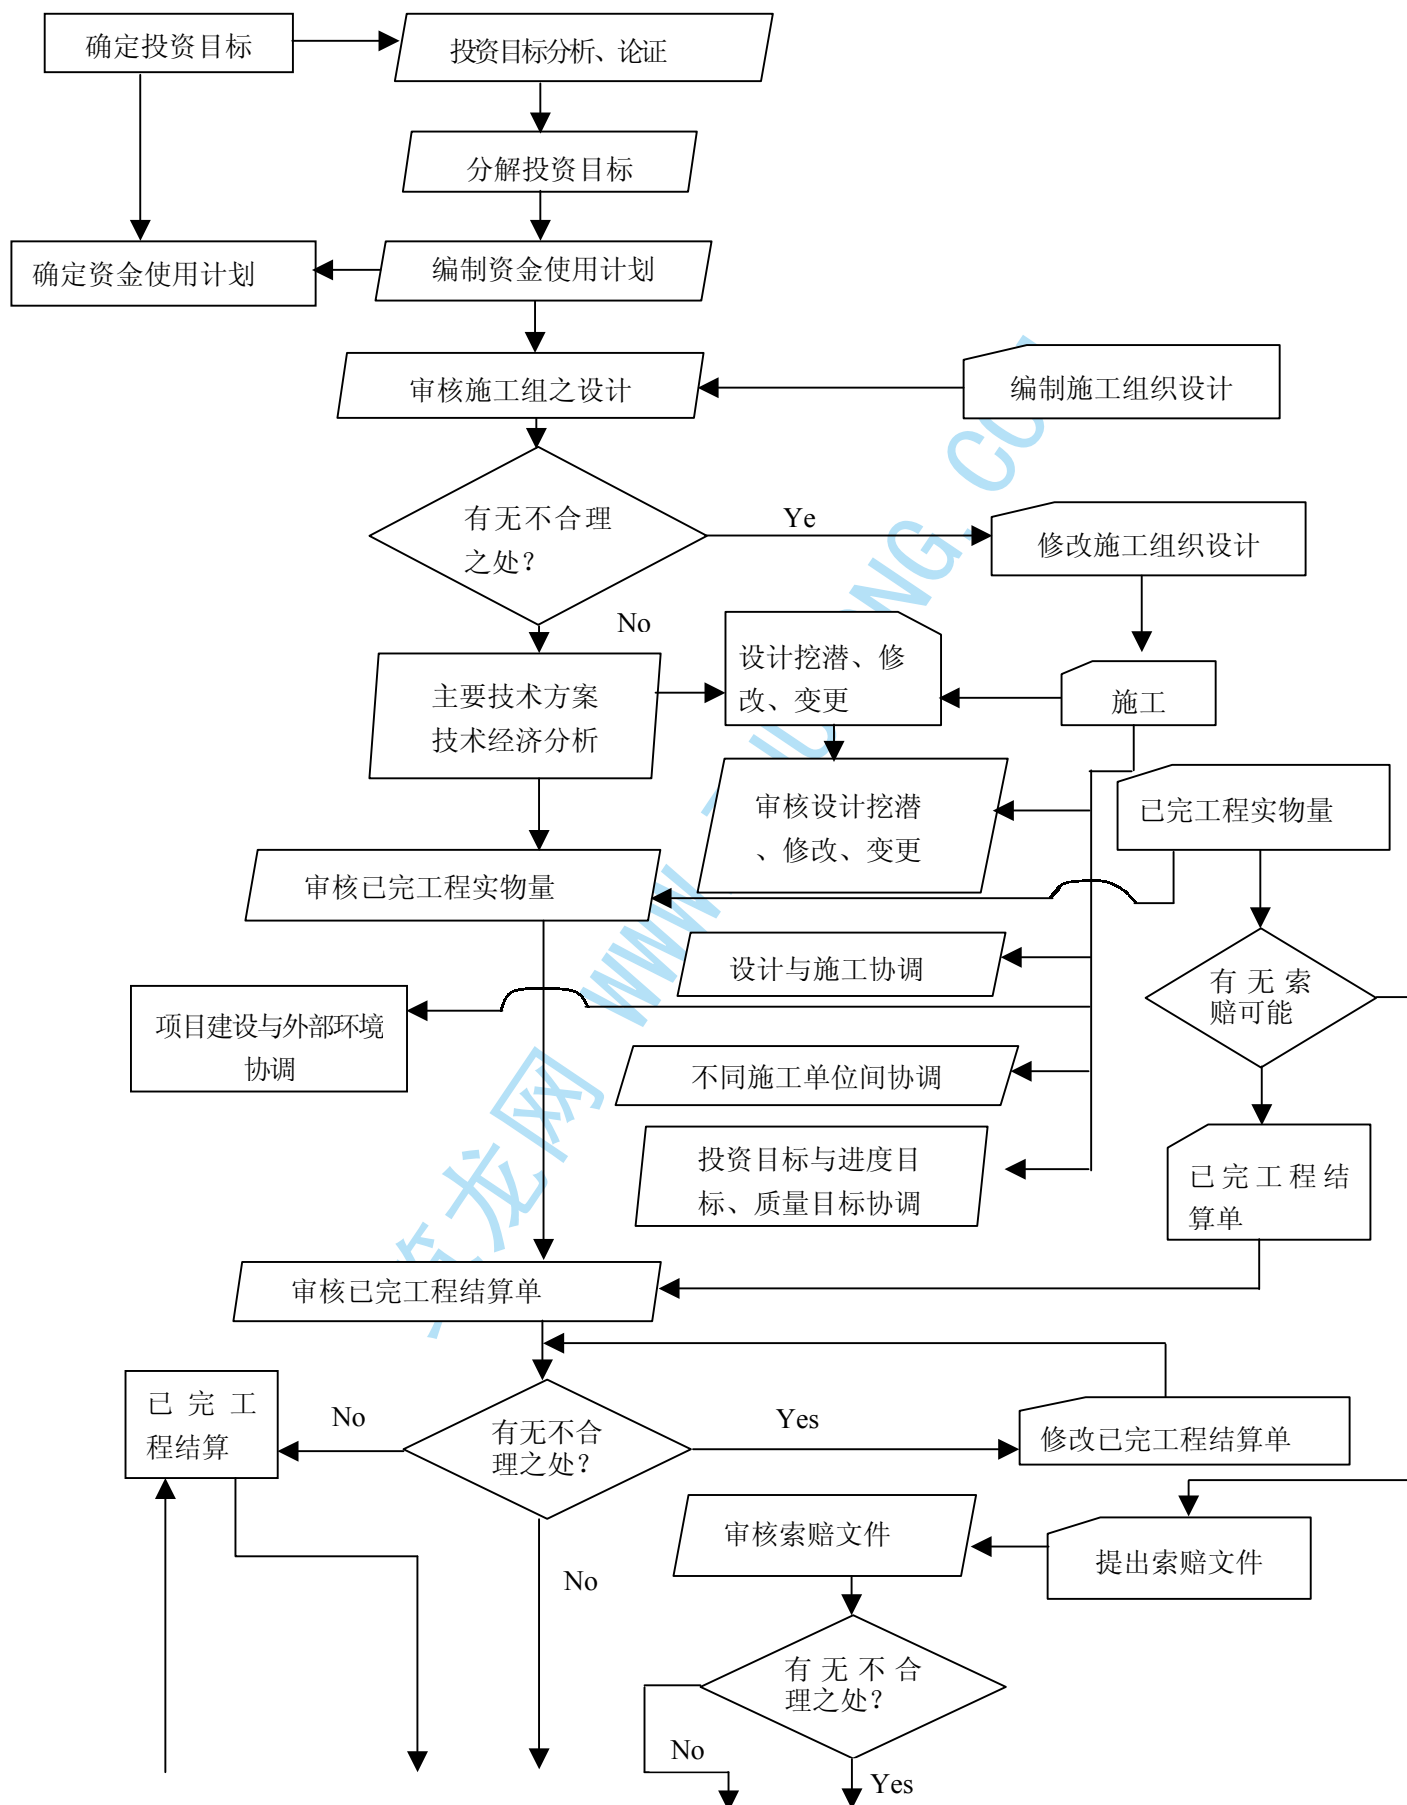 确定投资目标
投资目标分析、论证
分解投资目标
确定资金使用计划
编制资金使用计划
审核施工组之设计
编制施工组织设计
有无不合理
之处？
Ye
修改施工组织设计
No
设计挖潜、修
改、变更
主要技术方案
技术经济分析
施工
审核设计挖潜
、修改、变更
已完工程实物量
审核已完工程实物量
设计与施工协调
有无索
赔可能
项目建设与外部环境
协调
不同施工单位间协调
投资目标与进度目
标、质量目标协调
已完工程结
算单
审核已完工程结算单
已完工
程结算
No
有无不合
理之处？
Yes
修改已完工程结算单
审核索赔文件
提出索赔文件
No
有无不合
理之处？
No
Yes